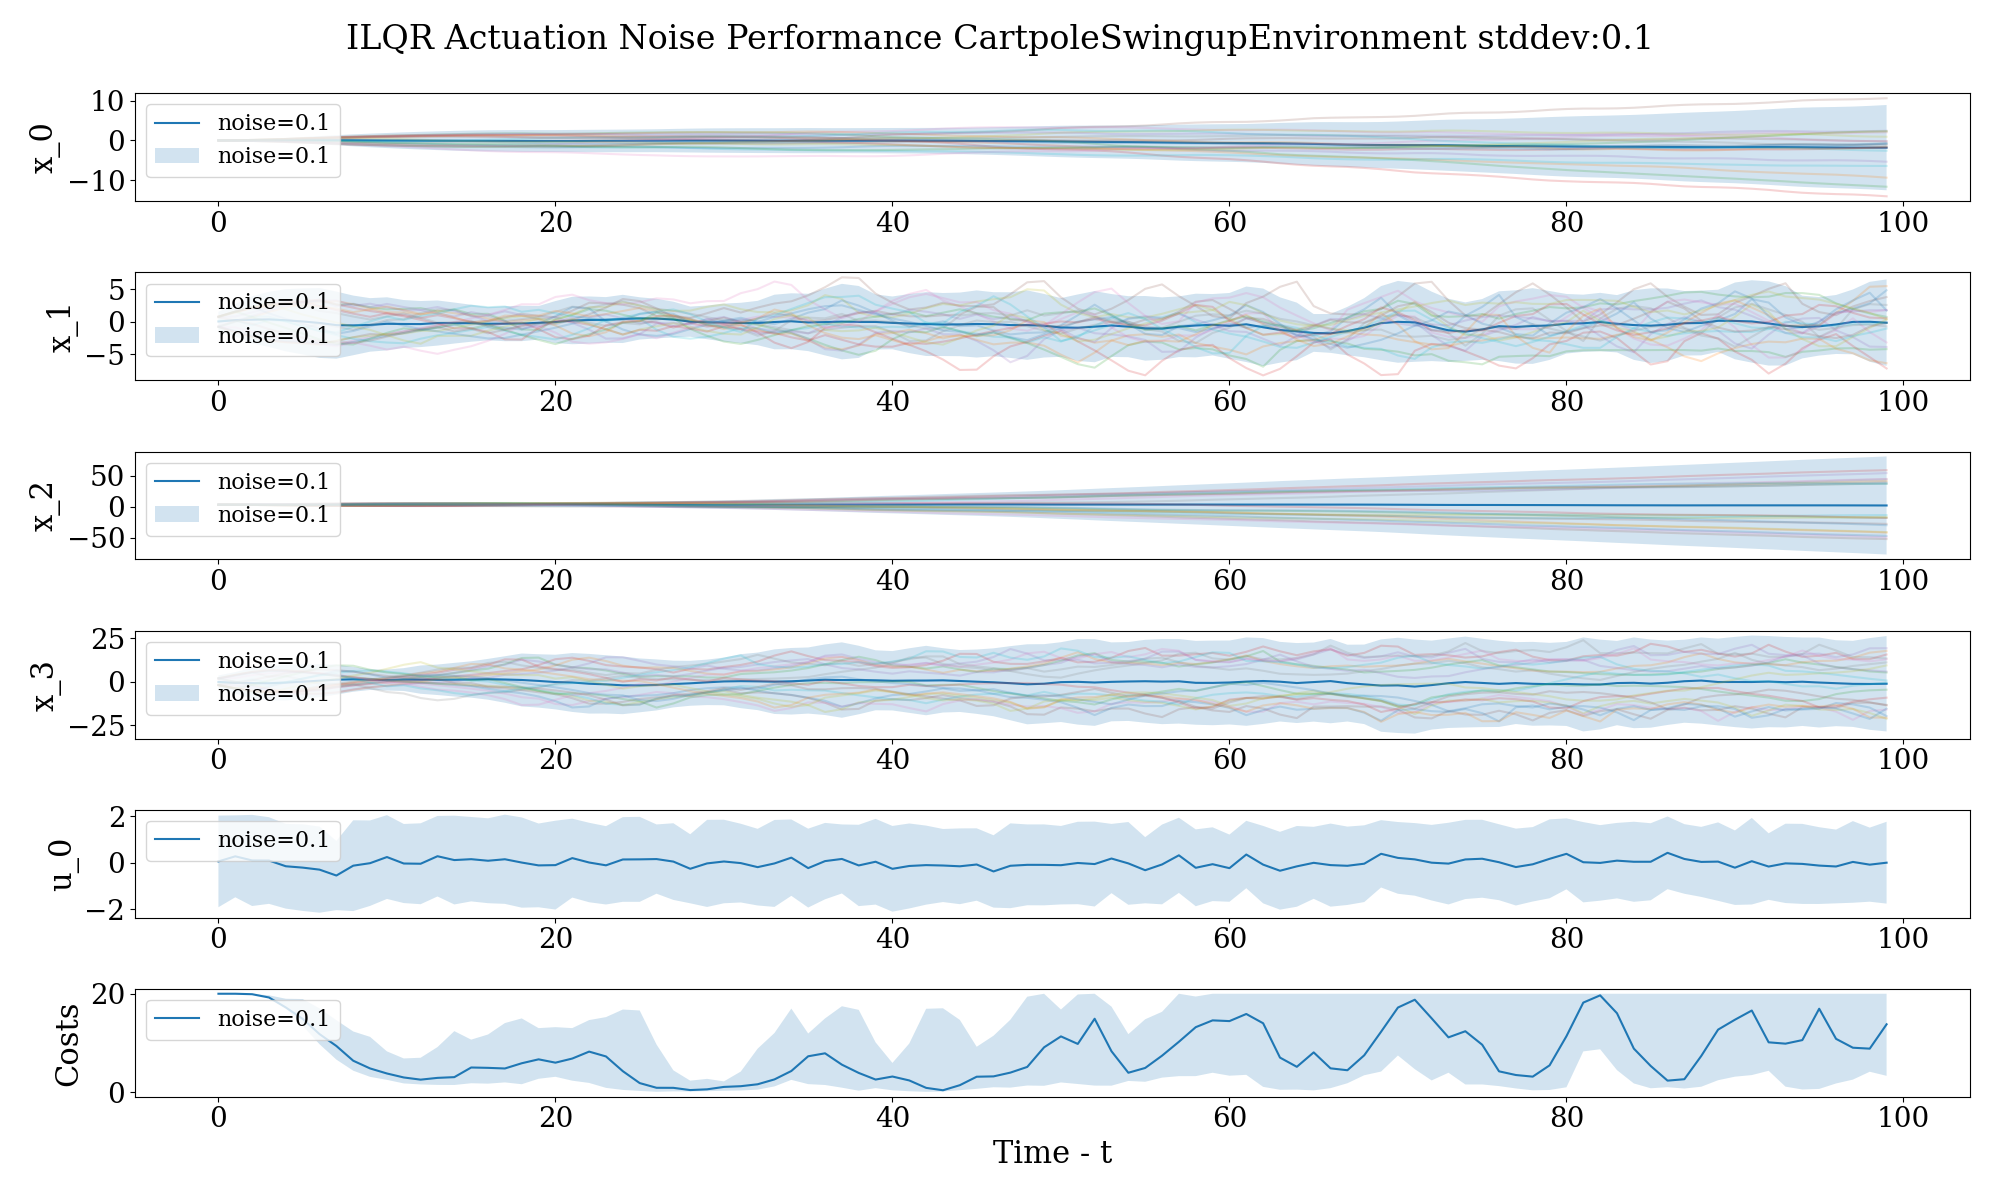 ILQR Actuation Noise Performance CartpoleSwingupEnvironment stddev:0.1
x_0
10
0
−10
noise=0.1
noise=0.1
0 20 40 60 80 100
x_1
5
0
−5
noise=0.1
noise=0.1
0 20 40 60 80 100
x_2
50
0
−50
noise=0.1
noise=0.1
0 20 40 60 80 100
x_3
25
0
−25
noise=0.1
noise=0.1
0 20 40 60 80 100
u_0
2
0
−2
noise=0.1
0 20 40 60 80 100
Costs
20
0
noise=0.1
0 20 40 60 80 100
Time - t